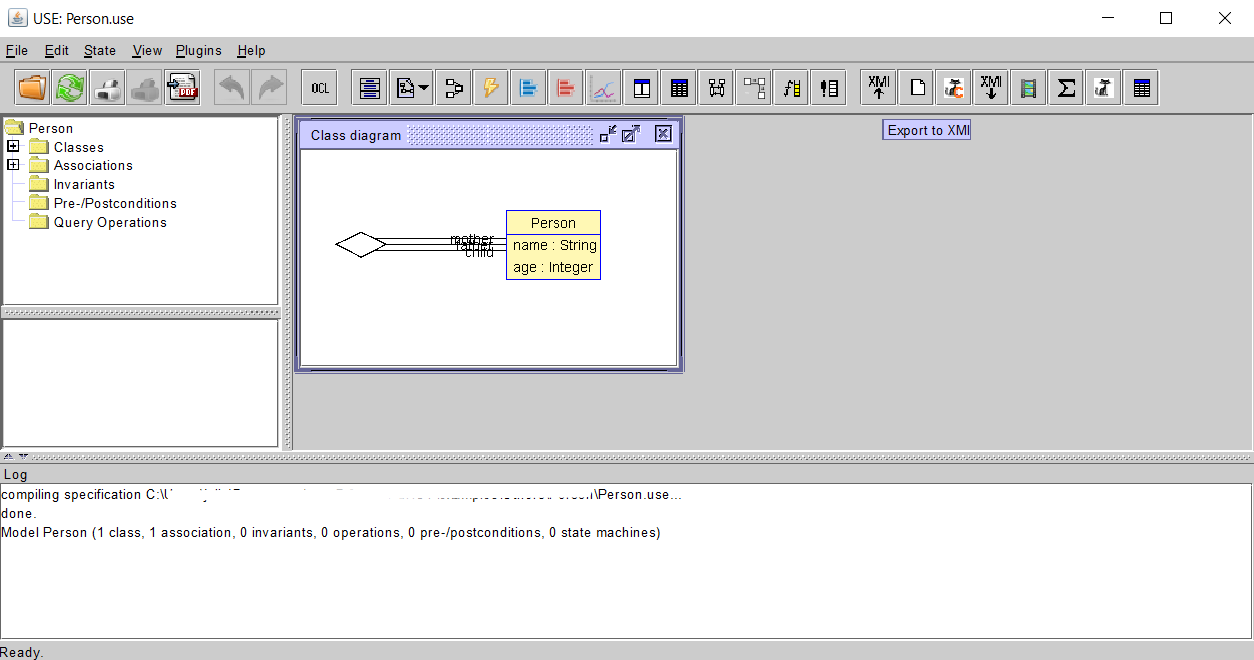 USE: Person.use
File Edit State View Plugins Help
PDF OCL XMI C XMI
Person
Classes
Associations
Invariants
Pre-/Postconditions
Query Operations
Class diagram
Export to XMI
Person
name : String
age : Integer
mother
father
child
Log
compiling specification C:\ \Person.use...
done.
Model Person (1 class, 1 association, 0 invariants, 0 operations, 0 pre-/postconditions, 0 state machines)
Ready.